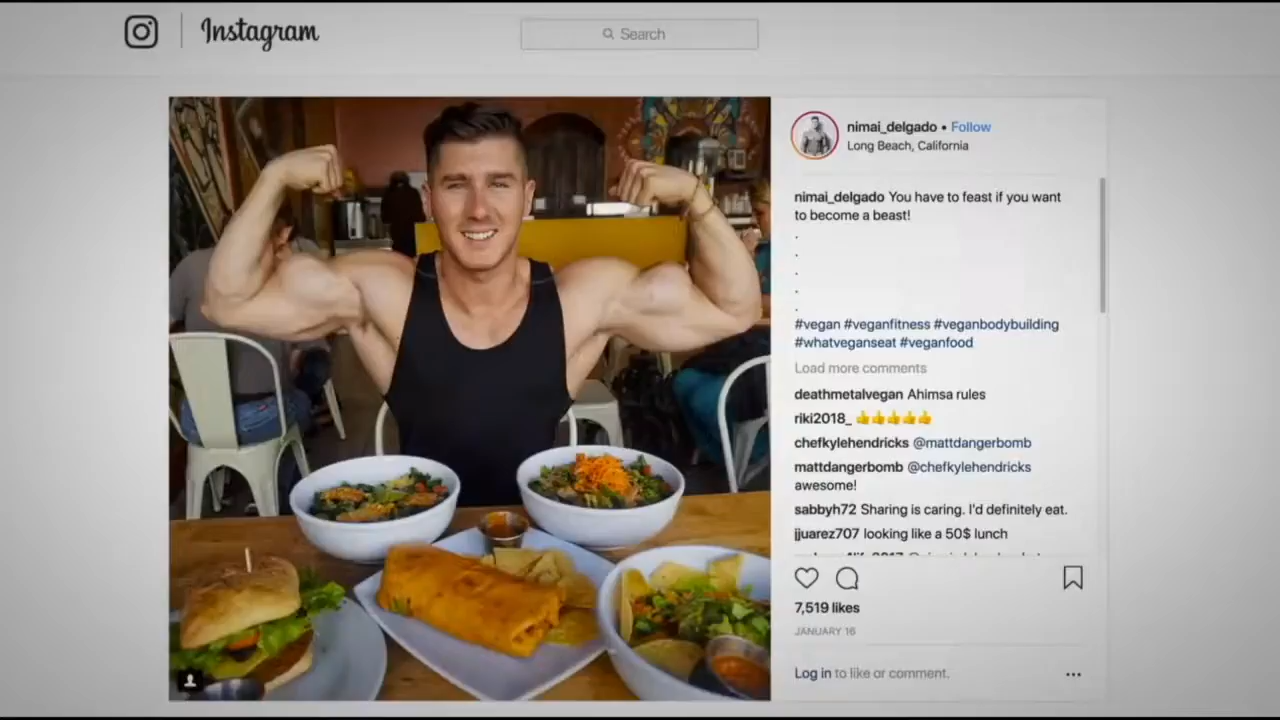 Instagram
Search
nimai_delgado • Follow
Long Beach, California
nimai_delgado You have to feast if you want
to become a beast!
.
.
.
.
.
#vegan #veganfitness #veganbodybuilding
#whatveganseat #veganfood
Load more comments
deathmetalvegan Ahimsa rules
riki2018_ 👍👍👍👍👍
chefkylehendricks @mattdangerbomb
mattdangerbomb @chefkylehendricks
awesome!
sabbyh72 Sharing is caring. I'd definitely eat.
jjuarez707 looking like a 50$ lunch
7,519 likes
JANUARY 16
Log in to like or comment.